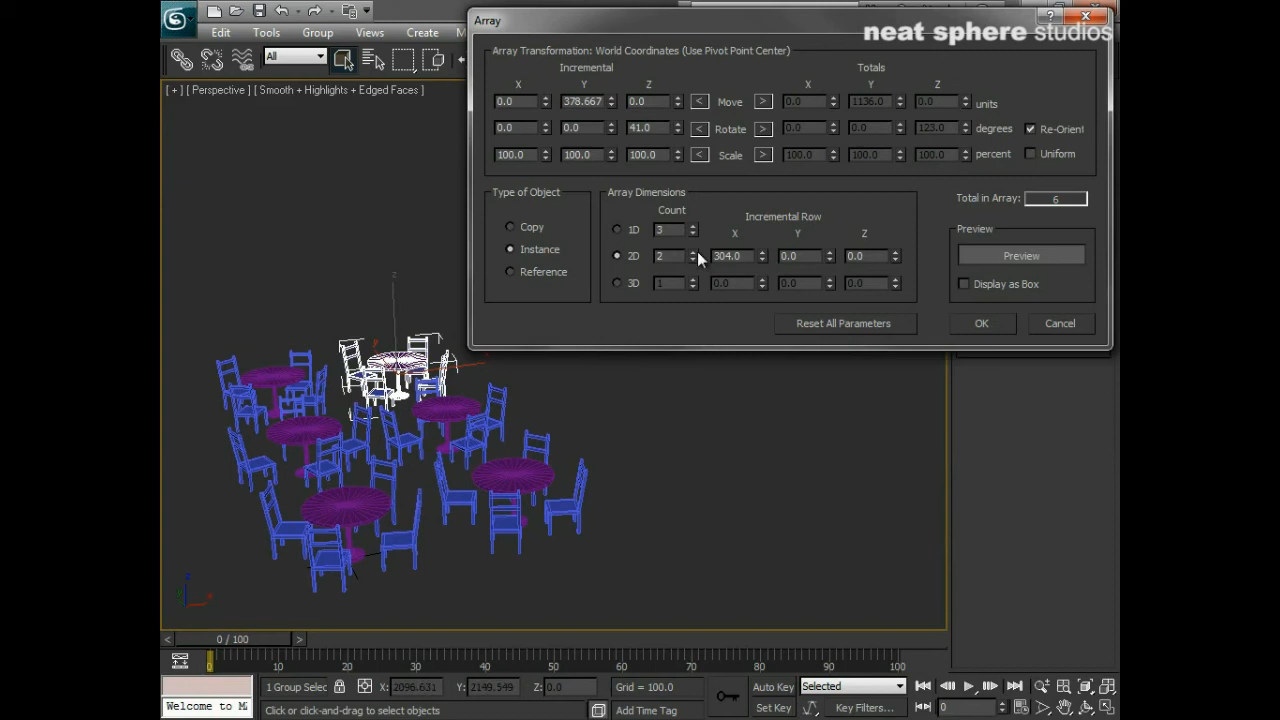 Array
neat sphere studios
Edit Tools Group Views Create
All
[ + ] [ Perspective ] [ Smooth + Highlights + Edged Faces ]
Array Transformation: World Coordinates (Use Pivot Point Center)
Incremental Totals
X Y Z X Y Z
0.0 378.667 0.0 < Move > 0.0 1136.0 0.0 units
0.0 0.0 41.0 < Rotate > 0.0 0.0 123.0 degrees Re-Orient
100.0 100.0 100.0 < Scale > 100.0 100.0 100.0 percent Uniform
Type of Object
Copy
Instance
Reference
Array Dimensions
Count Incremental Row
X Y Z
1D 3
2D 2 304.0 0.0 0.0
3D 1 0.0 0.0 0.0
Total in Array: 6
Preview
Preview
Display as Box
Reset All Parameters OK Cancel
z
< 0 / 100 >
0 10 20 30 40 50 60 70 80 90 100
1 Group Selec X: 2096.631 Y: 2149.549 Z: 0.0 Grid = 100.0 Auto Key Selected
Welcome to Click or click-and-drag to select objects Add Time Tag Set Key Key Filters... 0